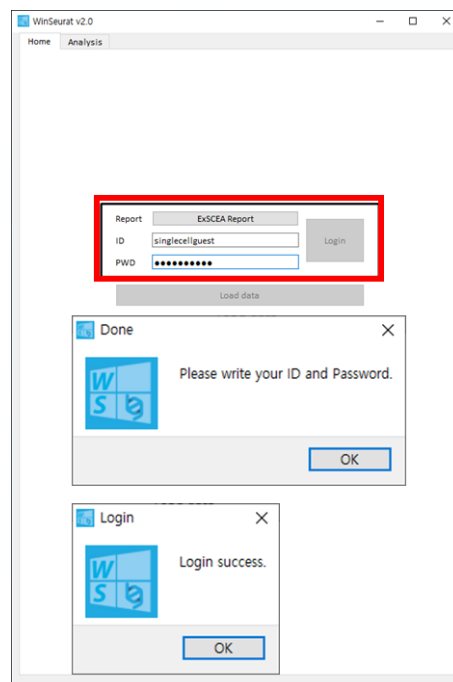 WinSeurat v2.0
Home Analysis
Report ExSCEA Report
ID singlecellguest Login
PWD ●●●●●●●●●●
Load data
Done
W
S
Please write your ID and Password.
OK
Login
W
S
Login success.
OK